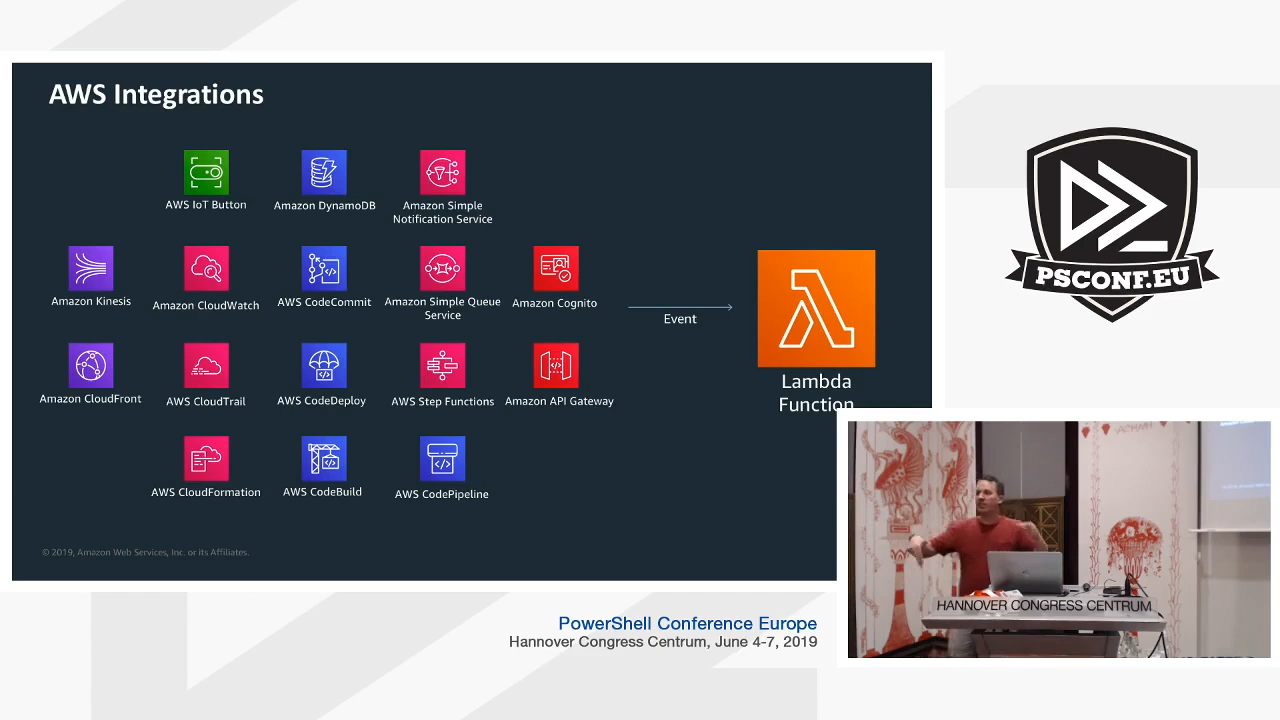 AWS Integrations
AWS IoT Button
Amazon DynamoDB
Amazon Simple
Notification Service
Amazon Kinesis
Amazon CloudWatch
AWS CodeCommit
Amazon Simple Queue
Service
Amazon Cognito
Event
Amazon CloudFront
AWS CloudTrail
AWS CodeDeploy
AWS Step Functions
Amazon API Gateway
Lambda
Function
AWS CloudFormation
AWS CodeBuild
AWS CodePipeline
© 2019, Amazon Web Services, Inc. or its Affiliates.
PSCONF.EU
HANNOVER CONGRESS CENTRUM
PowerShell Conference Europe
Hannover Congress Centrum, June 4-7, 2019